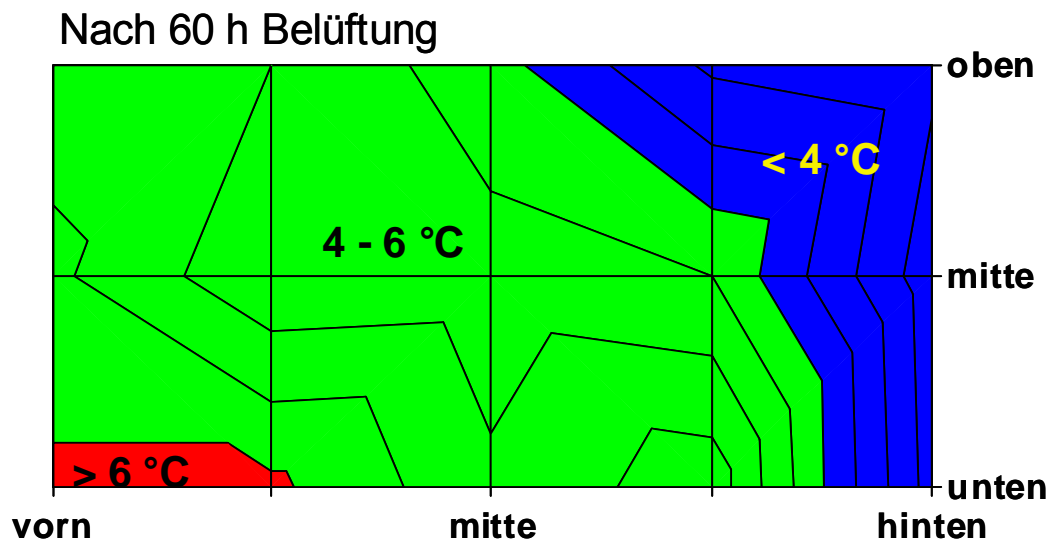 Nach 60 h Belüftung
oben
< 4 °C
4 - 6 °C
mitte
> 6 °C
unten
vorn mitte hinten